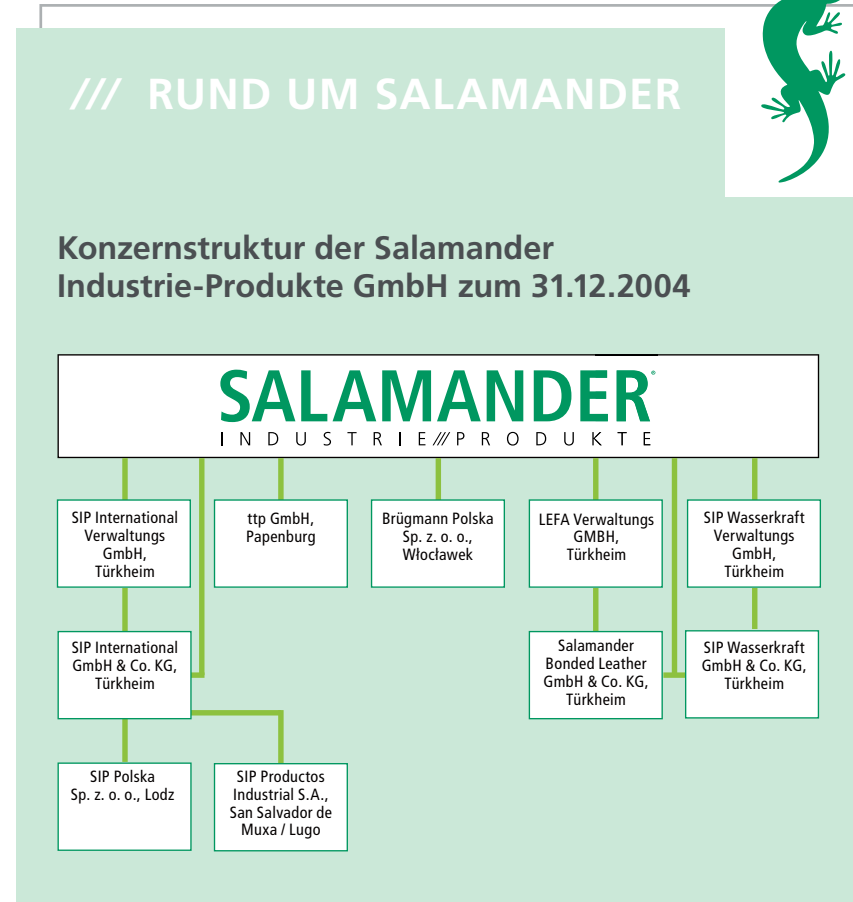 /// RUND UM SALAMANDER
Konzernstruktur der Salamander
Industrie-Produkte GmbH zum 31.12.2004
SALAMANDER®
INDUSTRIE///PRODUKTE
SIP International
Verwaltungs
GmbH,
Türkheim
ttp GmbH,
Papenburg
Brügmann Polska
Sp. z. o. o.,
Włocławek
LEFA Verwaltungs
GMBH,
Türkheim
SIP Wasserkraft
Verwaltungs
GmbH,
Türkheim
SIP International
GmbH & Co. KG,
Türkheim
Salamander
Bonded Leather
GmbH & Co. KG,
Türkheim
SIP Wasserkraft
GmbH & Co. KG,
Türkheim
SIP Polska
Sp. z. o. o., Lodz
SIP Productos
Industrial S.A.,
San Salvador de
Muxa / Lugo